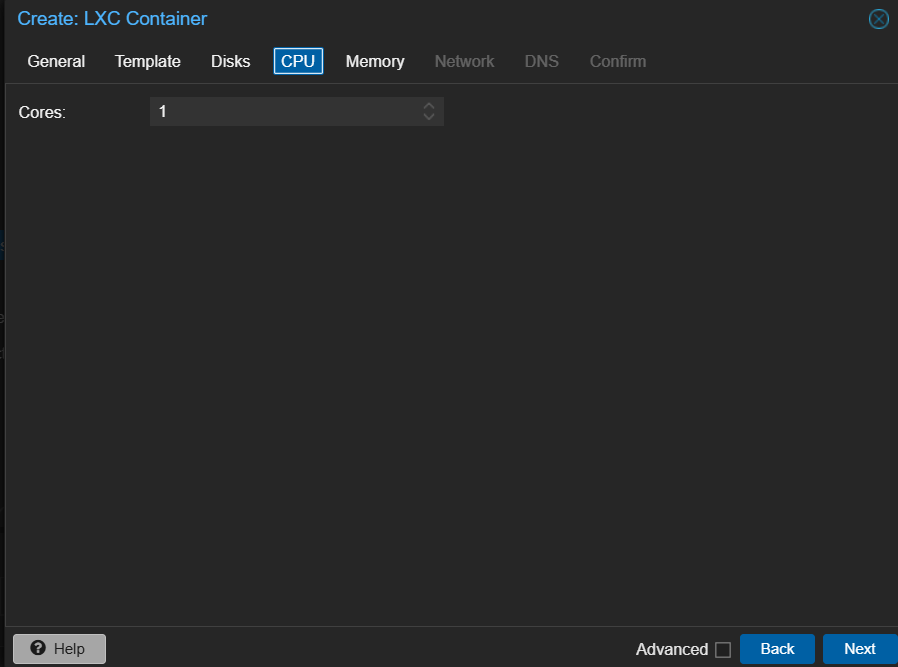 Create: LXC Container
General Template Disks CPU Memory Network DNS Confirm
Cores: 1
Help Advanced Back Next